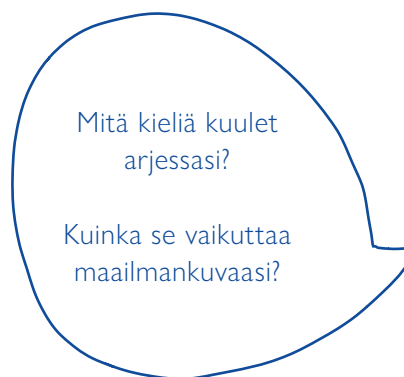 Mitä kieliä kuulet
arjessasi?
Kuinka se vaikuttaa
maailmankuvaasi?